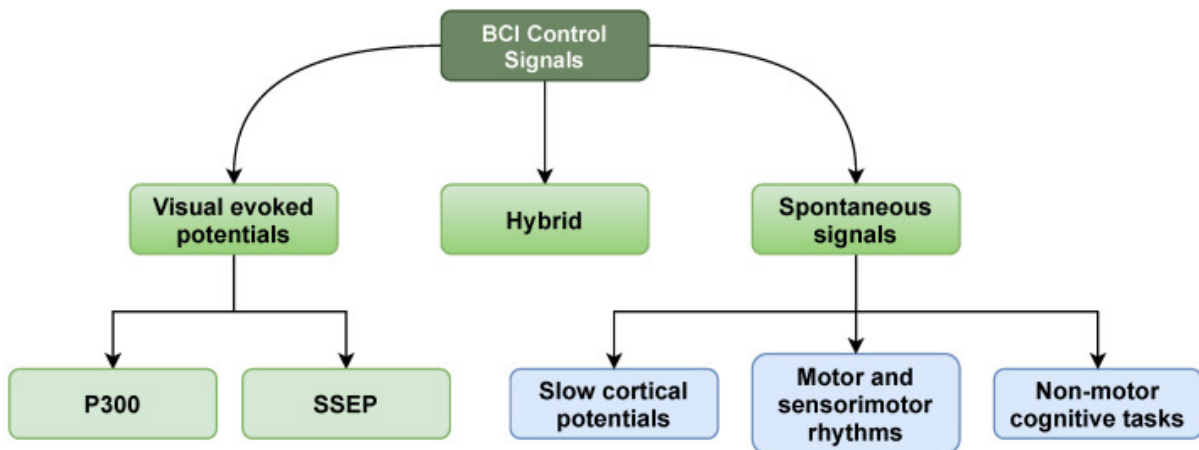 BCI Control
Signals
Visual evoked
potentials
Hybrid
Spontaneous
signals
P300
SSEP
Slow cortical
potentials
Motor and
sensorimotor
rhythms
Non-motor
cognitive tasks